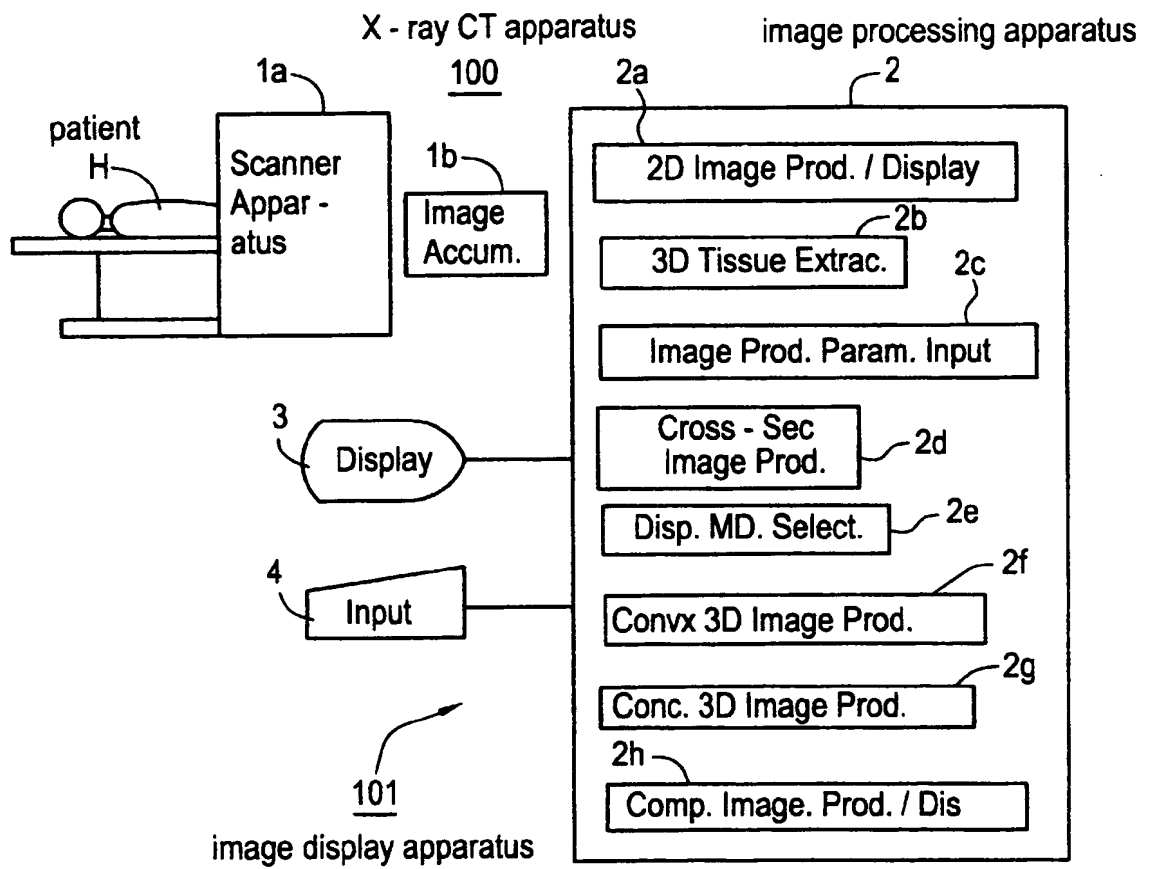 X - ray CT apparatus
100
image processing apparatus
2
1a
2a
patient
H
Scanner
Appar -
atus
1b
Image
Accum.
2D Image Prod. / Display
2b
3D Tissue Extrac.
2c
Image Prod. Param. Input
3
Display
Cross - Sec
Image Prod.
2d
Disp. MD. Select.
2e
4
Input
2f
Convx 3D Image Prod.
2g
Conc. 3D Image Prod.
2h
Comp. Image. Prod. / Dis
101
image display apparatus